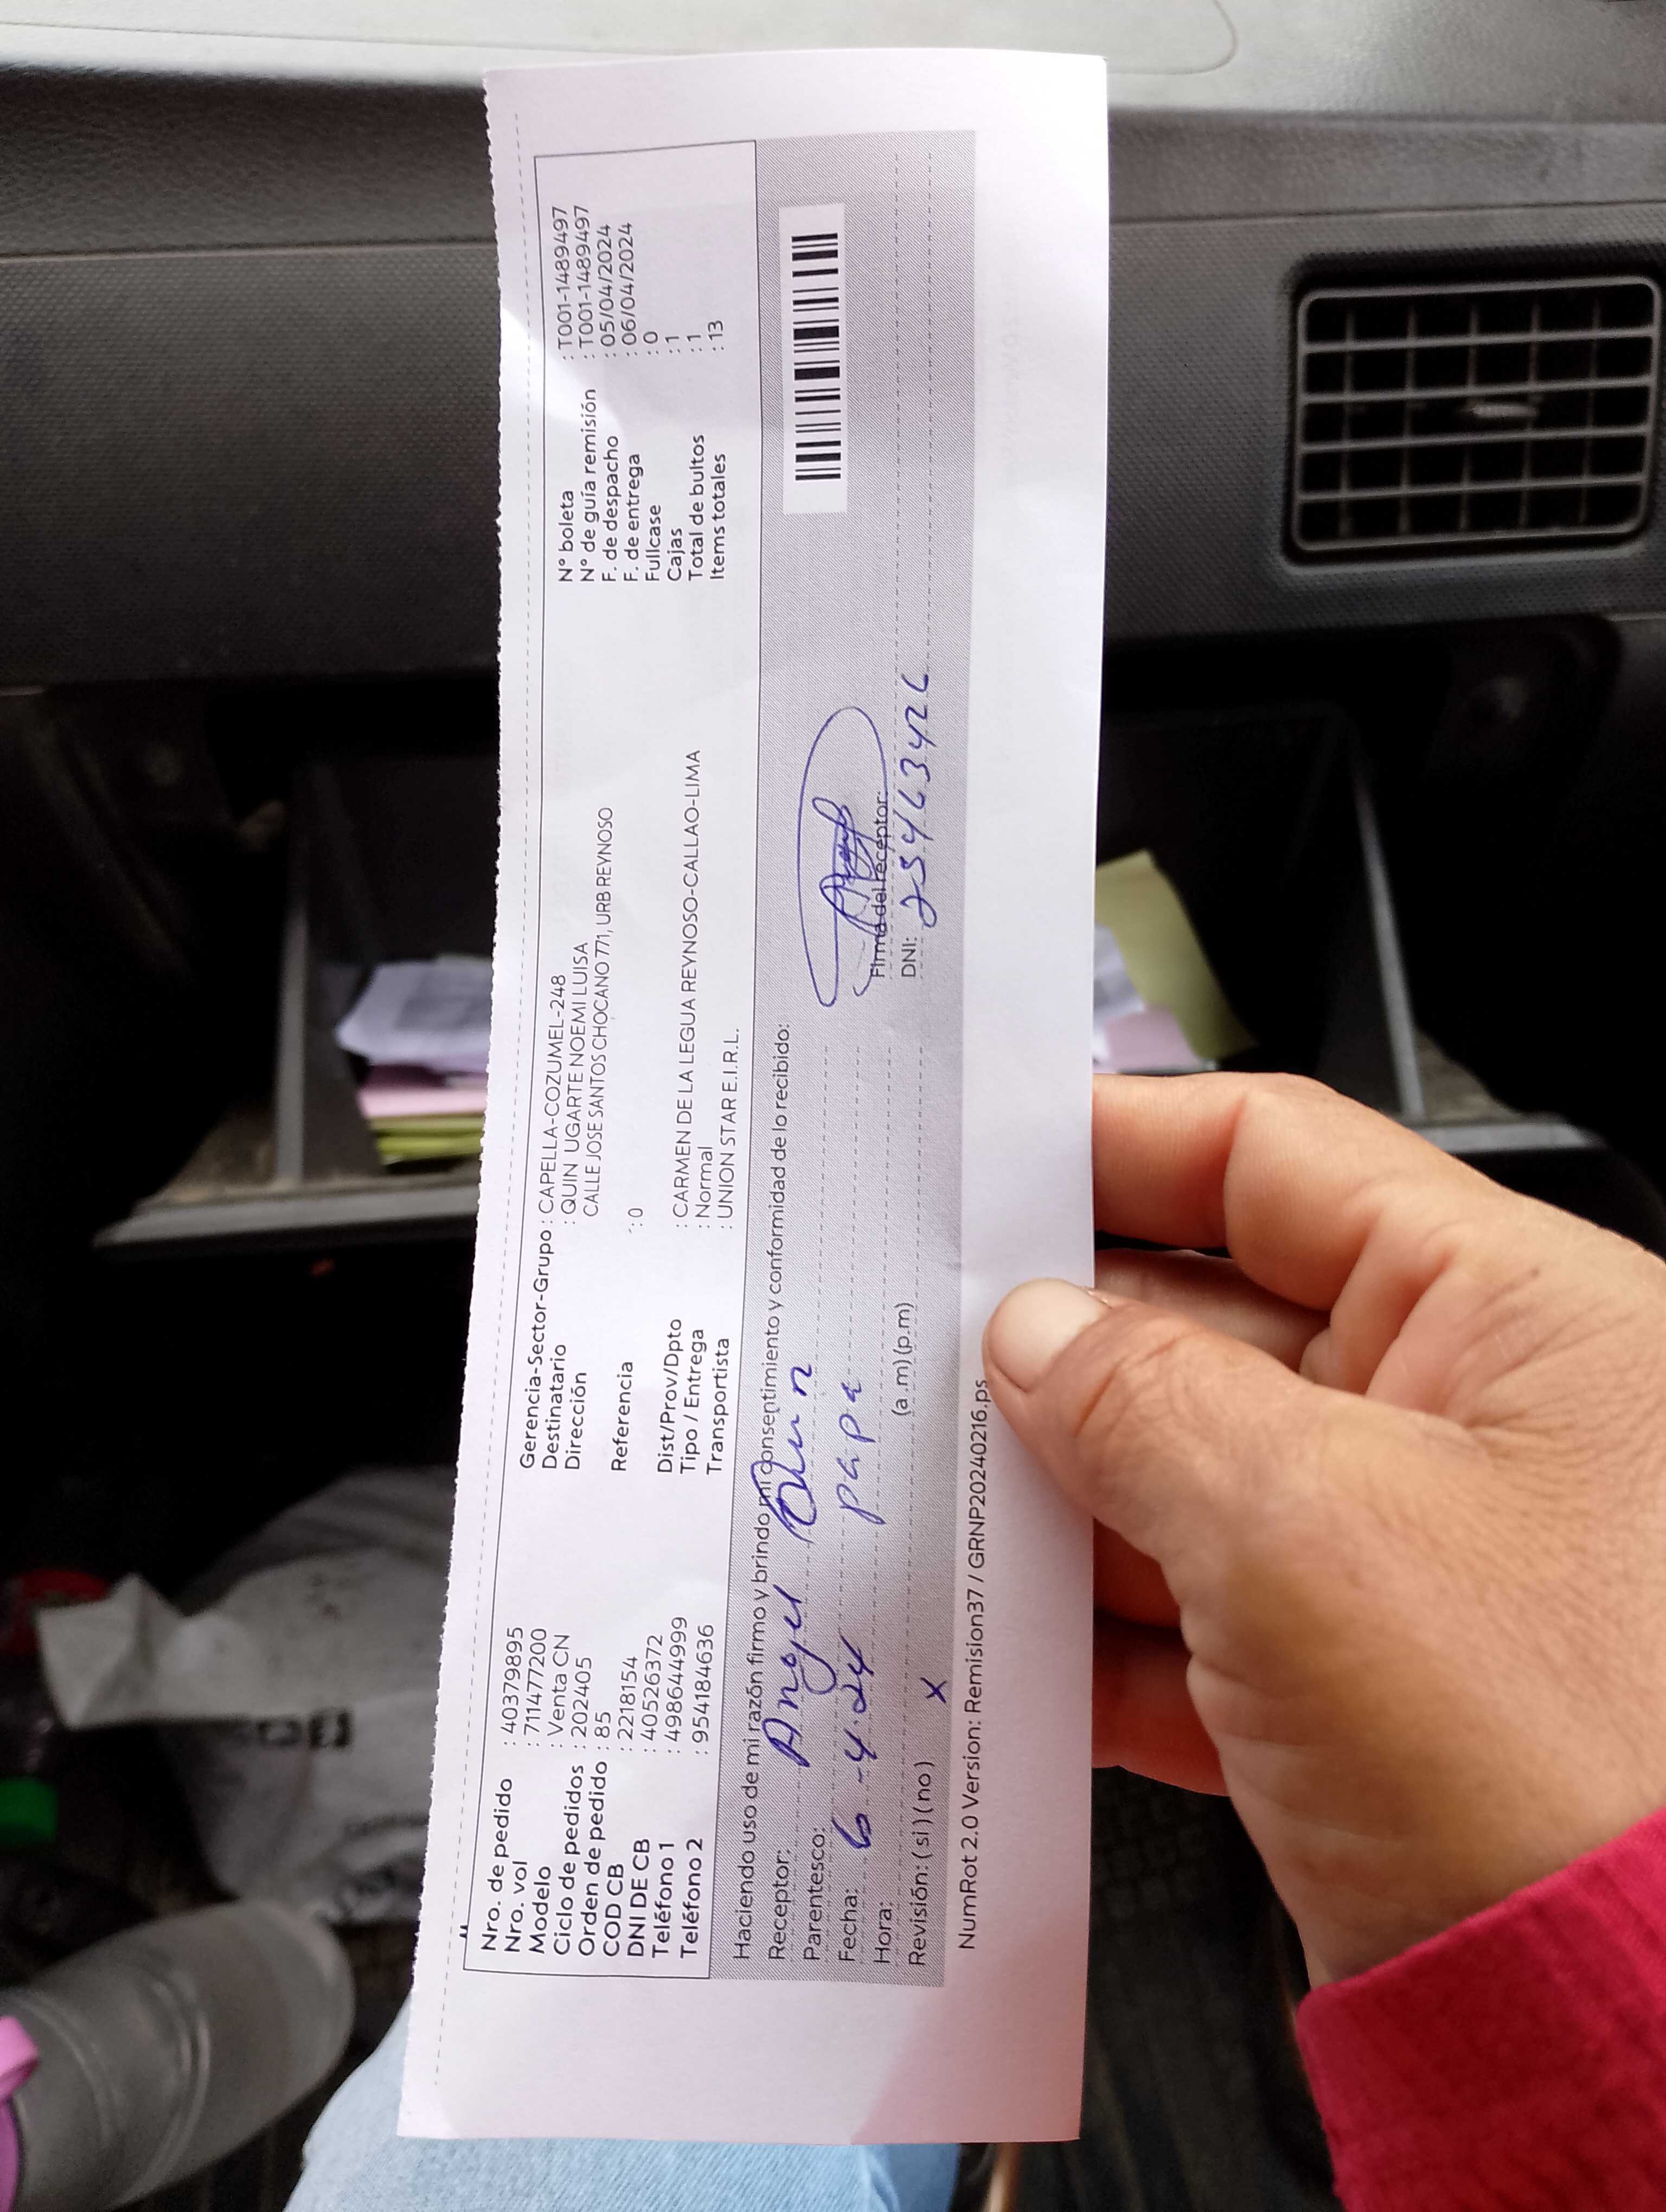 Nro. de pedido : 40379895
Nro. vol : 711477200
Modelo : Venta CN
Ciclo de pedidos : 202405
Orden de pedido : 85
COD CB : 2218154
DNI DE CB : 40526372
Teléfono 1 : 498644999
Teléfono 2 : 954184636
Gerencia-Sector-Grupo : CAPELLA-COZUMEL-248
Destinatario : QUIN UGARTE NOEMI LUISA
Dirección CALLE JOSE SANTOS CHOCANO 771, URB REYNOSO
Referencia : 0
Dist/Prov/Dpto : CARMEN DE LA LEGUA REYNOSO-CALLAO-LIMA
Tipo / Entrega : Normal
Transportista : UNION STAR E.I.R.L.
N° boleta : T001-1489497
N° de guía remisión : T001-1489497
F. de despacho : 05/04/2024
F. de entrega : 06/04/2024
Fullcase : 0
Cajas : 1
Total de bultos : 1
Items totales : 13
Haciendo uso de mi razón firmo y brindo mi consentimiento y conformidad de lo recibido:
Receptor: Angel
Parentesco: papa
Fecha: 6-4-24
Hora: (a.m) (p.m)
Revisión: (si) (no) X
Firma del receptor:
DNI:
NumRot 2.0 Version: Remision37 / GRNP20240216.ps